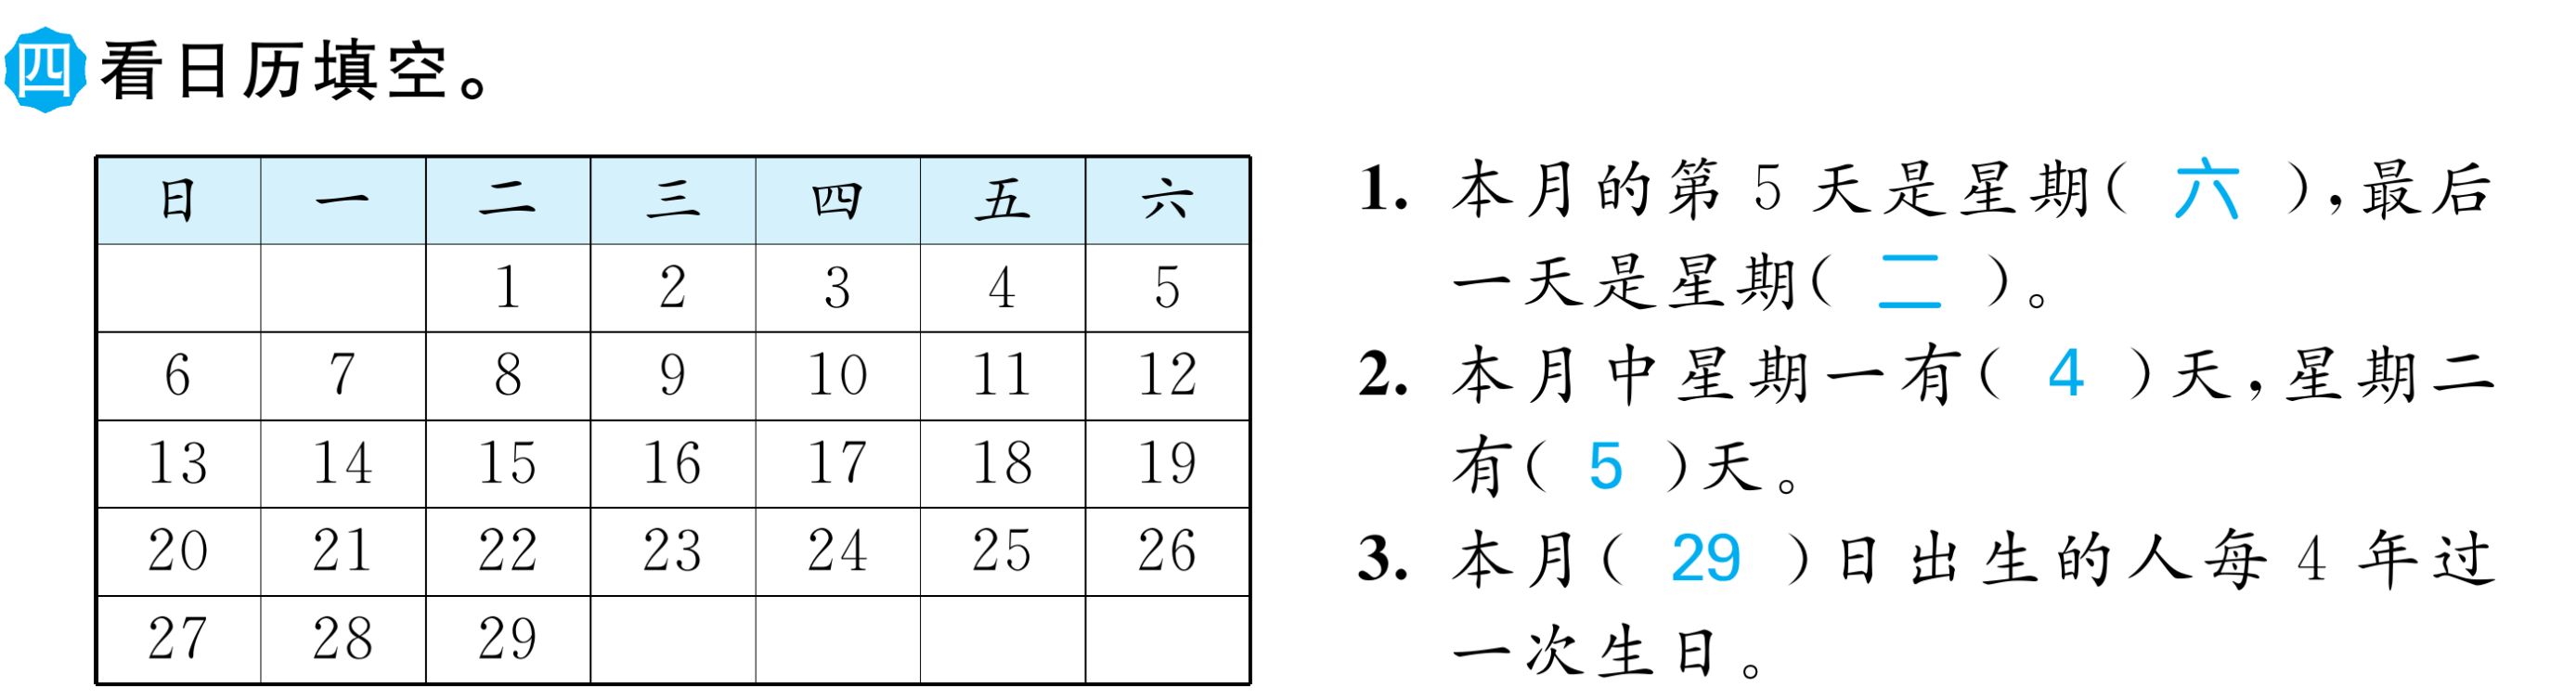 四 看日历填空。
日 一 二 三 四 五 六
1 2 3 4 5
6 7 8 9 10 11 12
13 14 15 16 17 18 19
20 21 22 23 24 25 26
27 28 29
1. 本月的第 5 天是星期( 六 ),最后
一天是星期( 二 )。
2. 本月中星期一有( 4 )天,星期二
有( 5 )天。
3. 本月( 29 )日出生的人每 4 年过
一次生日。